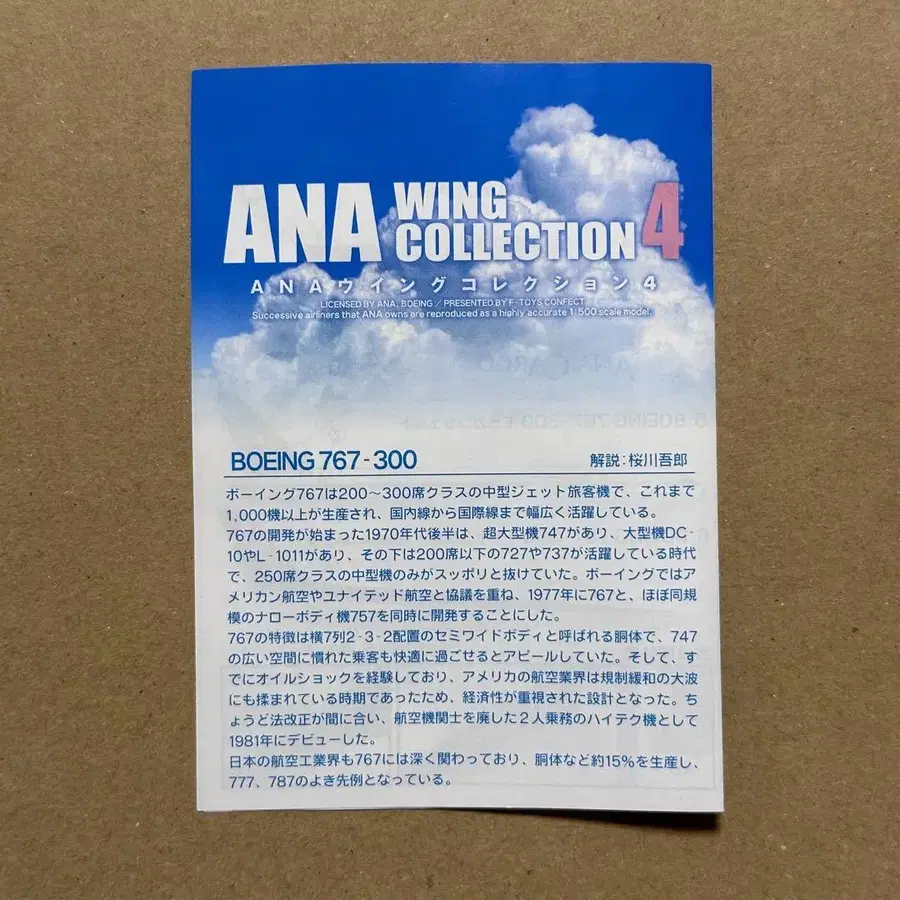 ANA WING COLLECTION 4
ANAウイングコレクション4
LICENSED BY ANA, BOEING / PRESENTED BY F-TOYS CONFECT
Successive airliners that ANA owns are reproduced as a highly accurate 1:500 scale model.
BOEING 767-300
解説:桜川吾郎
ボーイング767は200~300席クラスの中型ジェット旅客機で、これまで
1,000機以上が生産され、国内線から国際線まで幅広く活躍している。
767の開発が始まった1970年代後半は、超大型機747があり、大型機DC-
10やL-1011があり、その下は200席以下の727や737が活躍している時代
で、250席クラスの中型機のみがスッポリと抜けていた。ボーイングではア
メリカン航空やユナイテッド航空と協議を重ね、1977年に767と、ほぼ同規
模のナローボディ機757を同時に開発することにした。
767の特徴は横7列2-3-2配置のセミワイドボディと呼ばれる胴体で、747
の広い空間に慣れた乗客も快適に過ごせるとアピールしていた。そして、す
でにオイルショックを経験しており、アメリカの航空業界は規制緩和の大波
にも揉まれている時期であったため、経済性が重視された設計となった。ち
ょうど法改正が間に合い、航空機関士を廃した2人乗務のハイテク機として
1981年にデビューした。
日本の航空工業界も767には深く関わっており、胴体など約15%を生産し、
777、787のよき先例となっている。